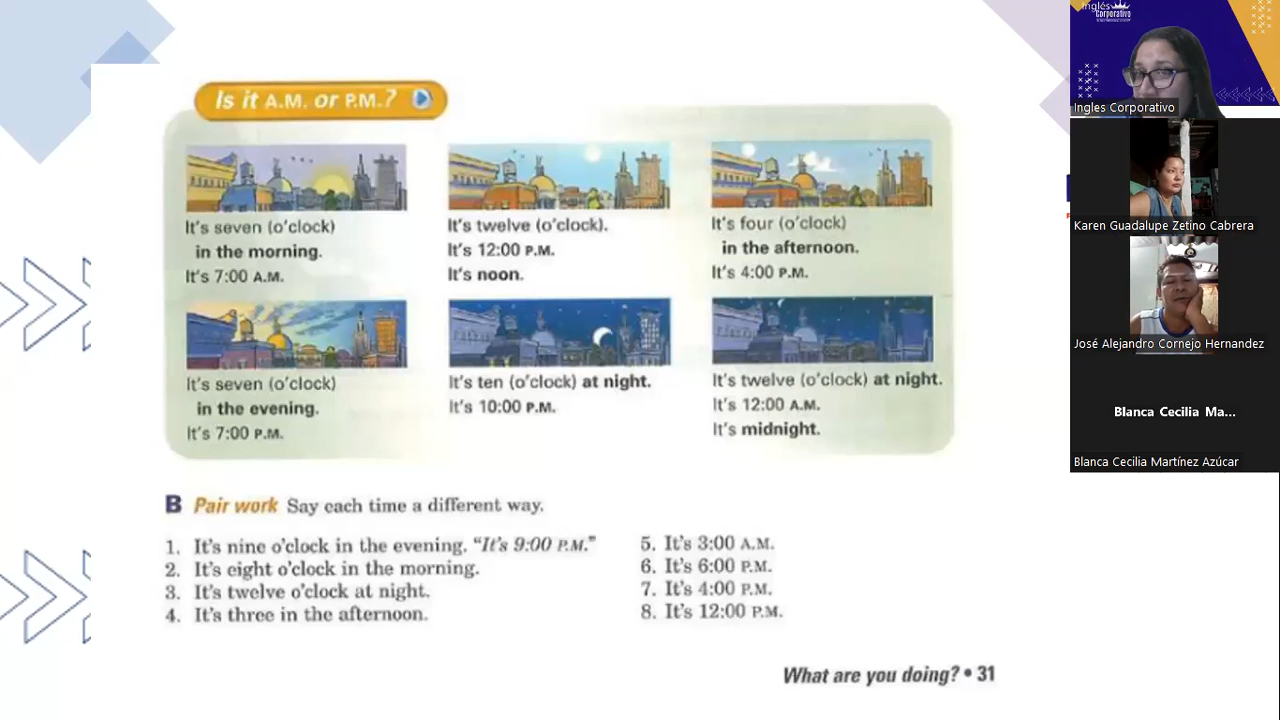 Is it A.M. or P.M.?
It's seven (o'clock)
in the morning.
It's 7:00 A.M.
It's twelve (o'clock).
It's 12:00 P.M.
It's noon.
It's four (o'clock)
in the afternoon.
It's 4:00 P.M.
It's seven (o'clock)
in the evening.
It's 7:00 P.M.
It's ten (o'clock) at night.
It's 10:00 P.M.
It's twelve (o'clock) at night.
It's 12:00 A.M.
It's midnight.
B Pair work Say each time a different way.
1. It's nine o'clock in the evening. "It's 9:00 P.M."
2. It's eight o'clock in the morning.
3. It's twelve o'clock at night.
4. It's three in the afternoon.
5. It's 3:00 A.M.
6. It's 6:00 P.M.
7. It's 4:00 P.M.
8. It's 12:00 P.M.
What are you doing? • 31
Inglés
Corporativo
Ingles Corporativo
Karen Guadalupe Zetino Cabrera
José Alejandro Cornejo Hernandez
Blanca Cecilia Ma...
Blanca Cecilia Martínez Azúcar